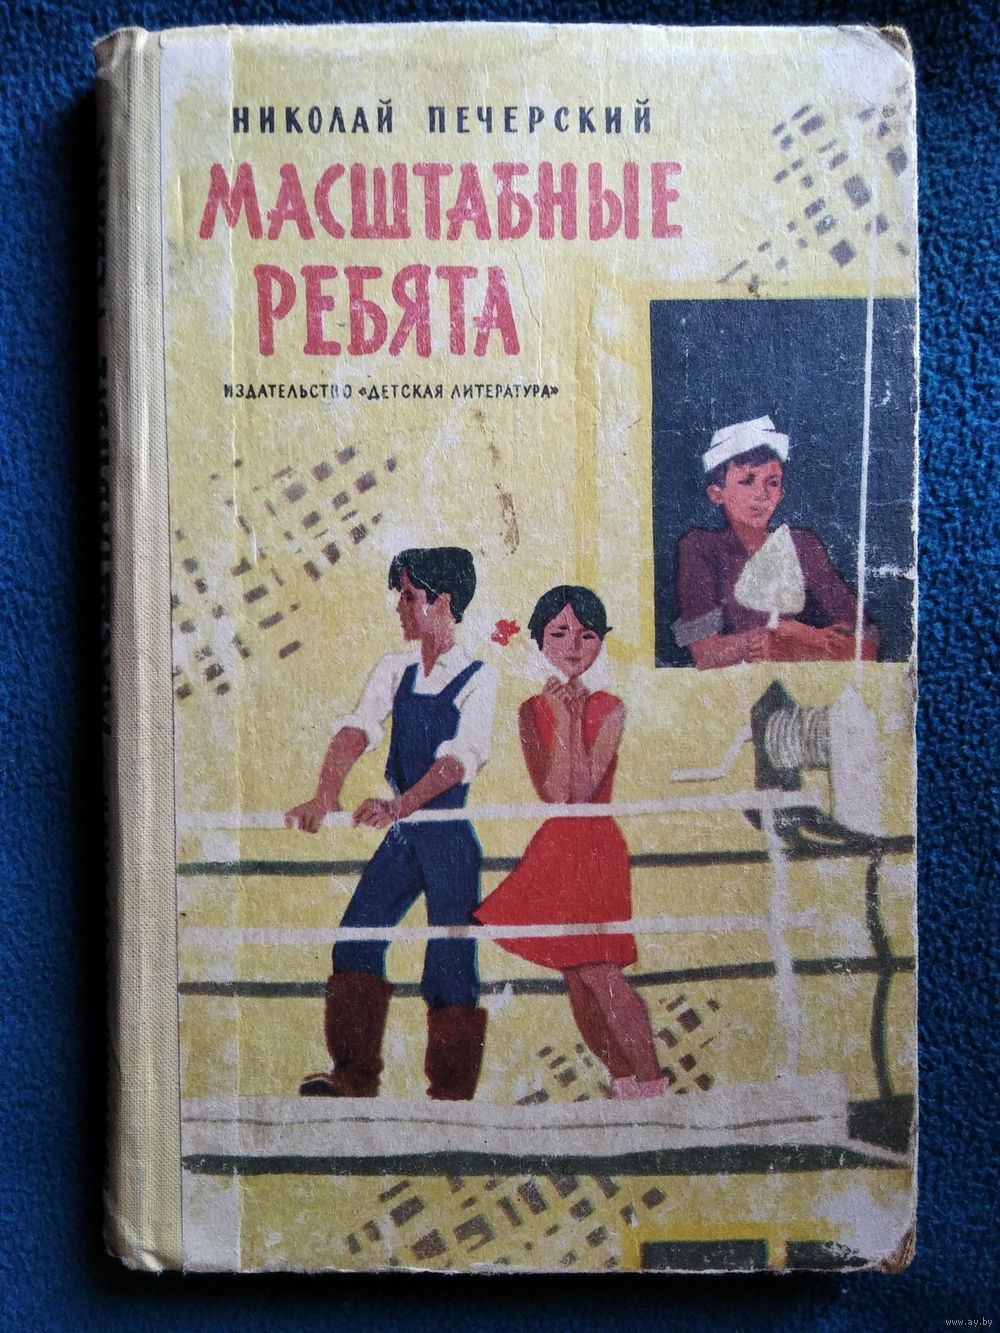 НИКОЛАЙ ПЕЧЕРСКИЙ
МАСШТАБНЫЕ
РЕБЯТА
ИЗДАТЕЛЬСТВО «ДЕТСКАЯ ЛИТЕРАТУРА»
www.ay.by